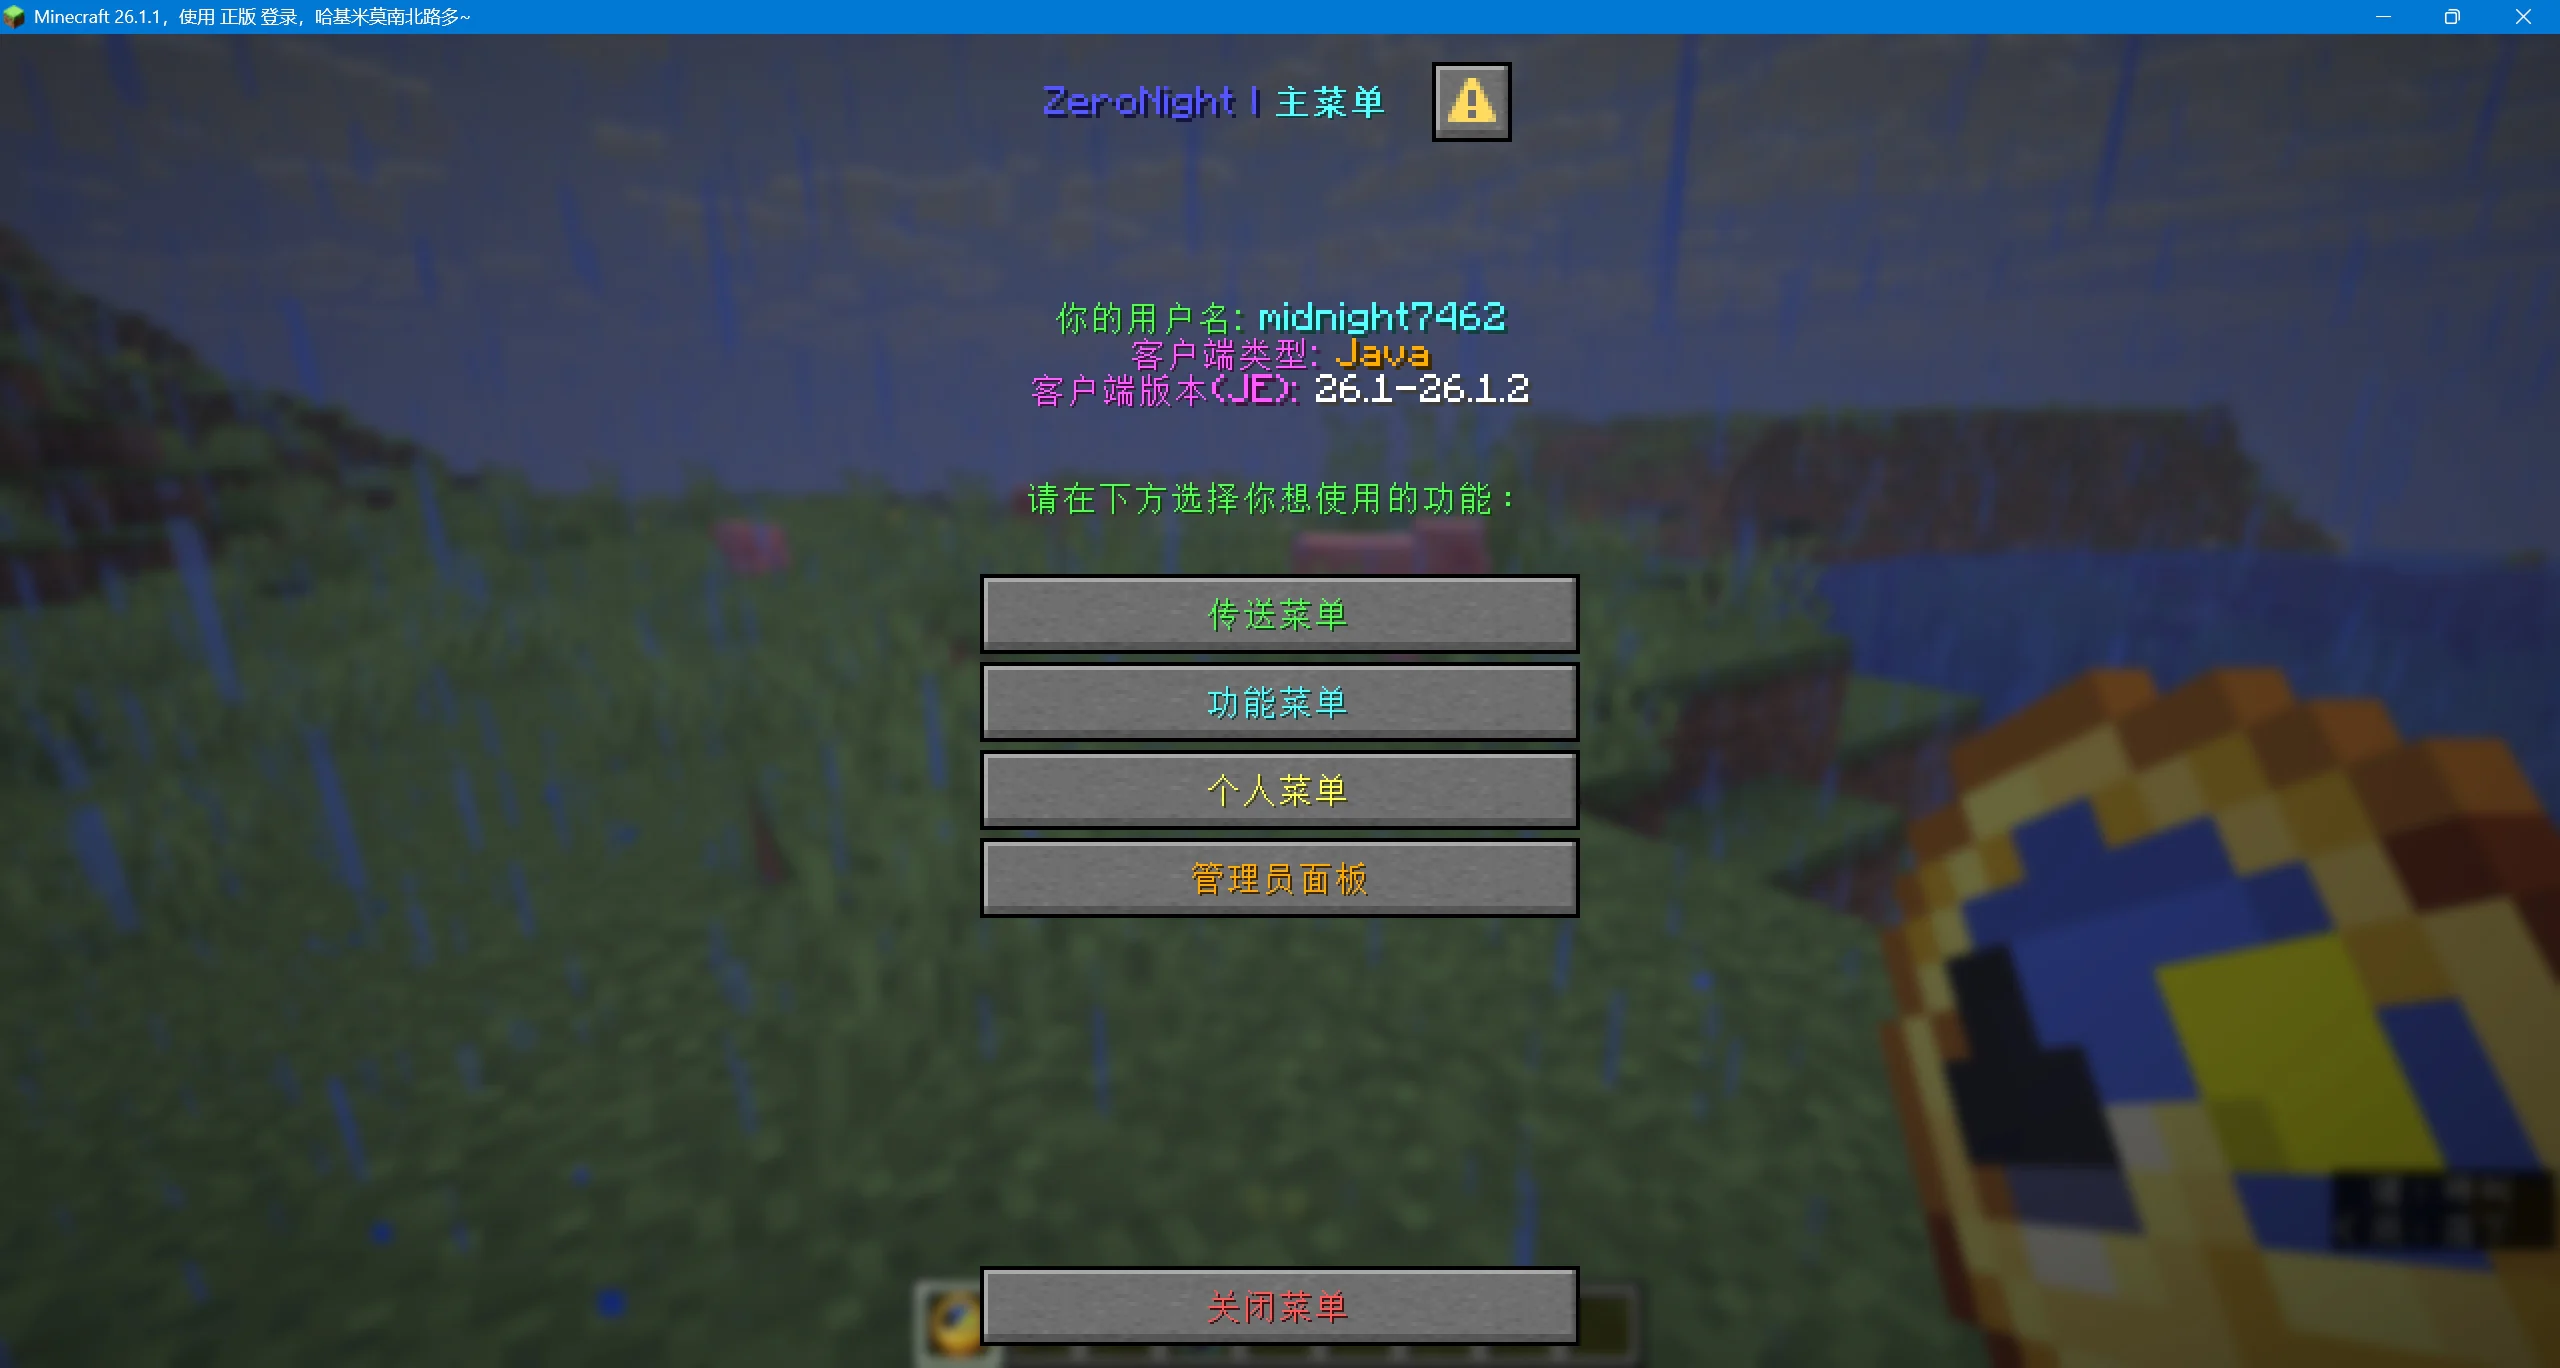 Minecraft 26.1.1，使用 正版 登录，哈基米莫南北路多~
ZeroNight | 主菜单
你的用户名: midnight7462
客户端类型: Java
客户端版本(JE): 26.1-26.1.2
请在下方选择你想使用的功能：
传送菜单
功能菜单
个人菜单
管理员面板
关闭菜单